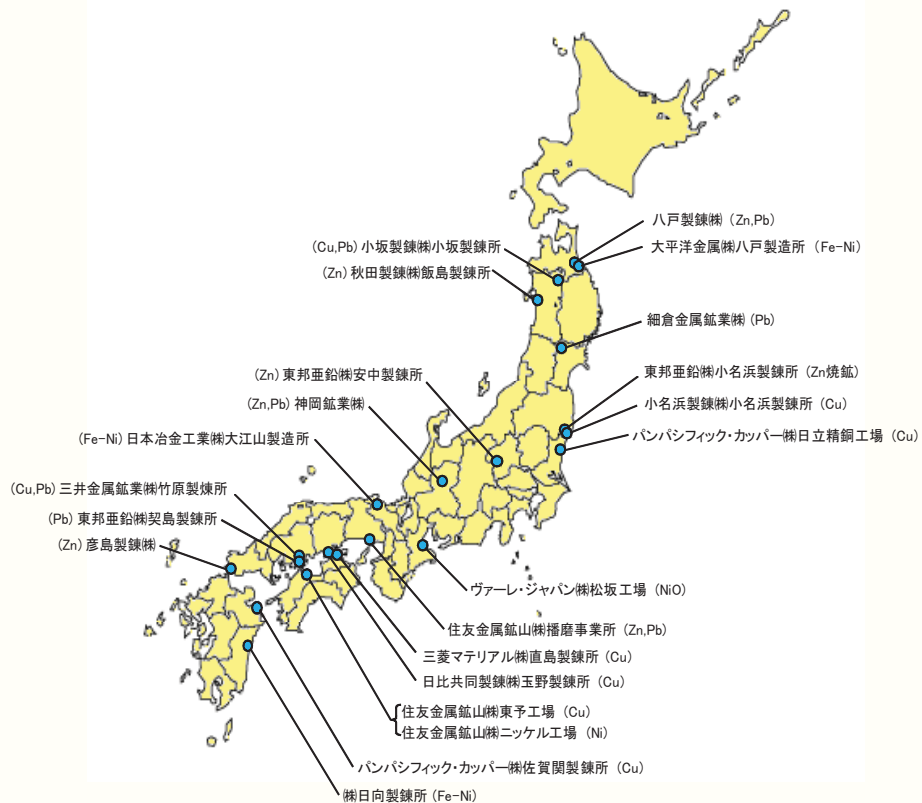 八戸製錬㈱ (Zn,Pb)
(Cu,Pb) 小坂製錬㈱小坂製錬所
大平洋金属㈱八戸製造所 (Fe-Ni)
(Zn) 秋田製錬㈱飯島製錬所
細倉金属鉱業㈱ (Pb)
(Zn) 東邦亜鉛㈱安中製錬所
東邦亜鉛㈱小名浜製錬所 (Zn焼鉱)
(Zn,Pb) 神岡鉱業㈱
小名浜製錬㈱小名浜製錬所 (Cu)
(Fe-Ni) 日本冶金工業㈱大江山製造所
パンパシフィック・カッパー㈱日立精銅工場 (Cu)
(Cu,Pb) 三井金属鉱業㈱竹原製煉所
(Pb) 東邦亜鉛㈱契島製錬所
(Zn) 彦島製錬㈱
ヴァーレ・ジャパン㈱松坂工場 (NiO)
住友金属鉱山㈱播磨事業所 (Zn,Pb)
三菱マテリアル㈱直島製錬所 (Cu)
日比共同製錬㈱玉野製錬所 (Cu)
住友金属鉱山㈱東予工場 (Cu)
住友金属鉱山㈱ニッケル工場 (Ni)
パンパシフィック・カッパー㈱佐賀関製錬所 (Cu)
㈱日向製錬所 (Fe-Ni)